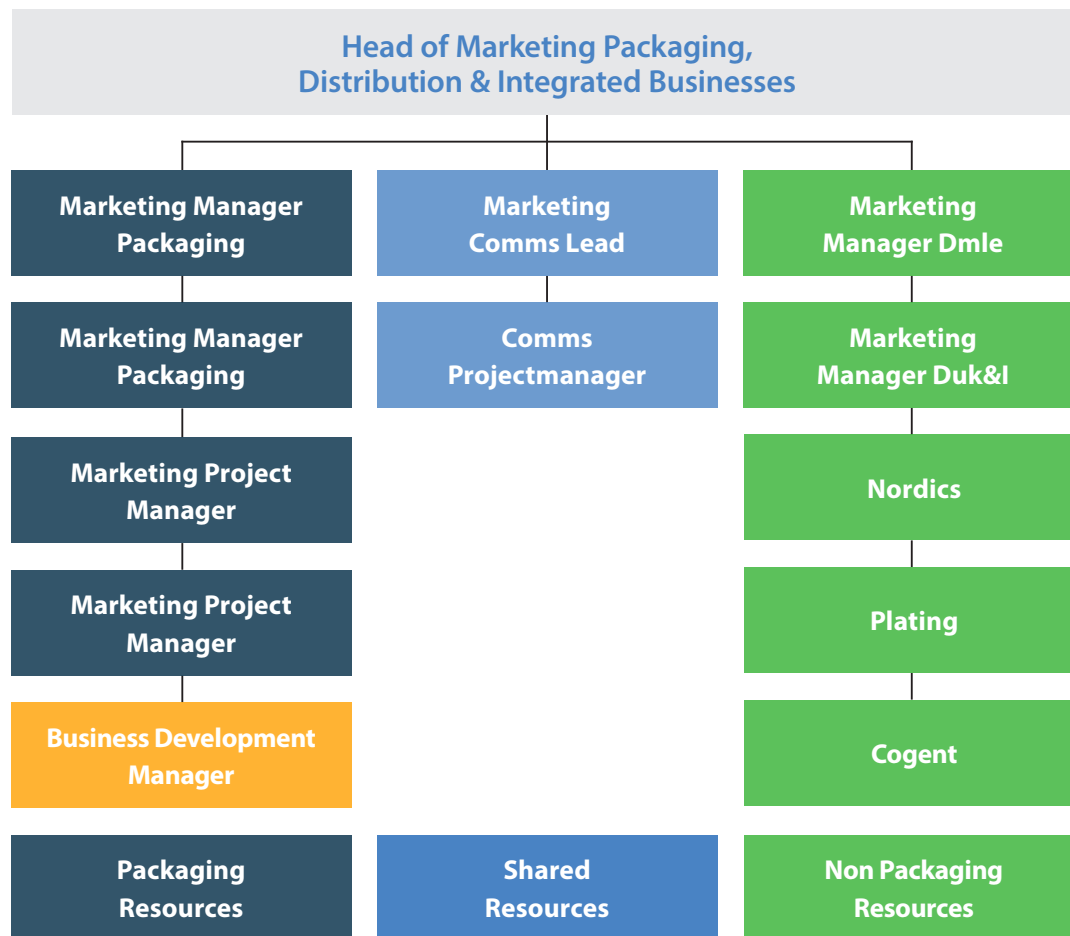 Head of Marketing Packaging,
Distribution & Integrated Businesses
Marketing Manager
Packaging
Marketing
Comms Lead
Marketing
Manager Dmle
Marketing Manager
Packaging
Comms
Projectmanager
Marketing
Manager Duk&I
Marketing Project
Manager
Nordics
Marketing Project
Manager
Plating
Business Development
Manager
Cogent
Packaging
Resources
Shared
Resources
Non Packaging
Resources